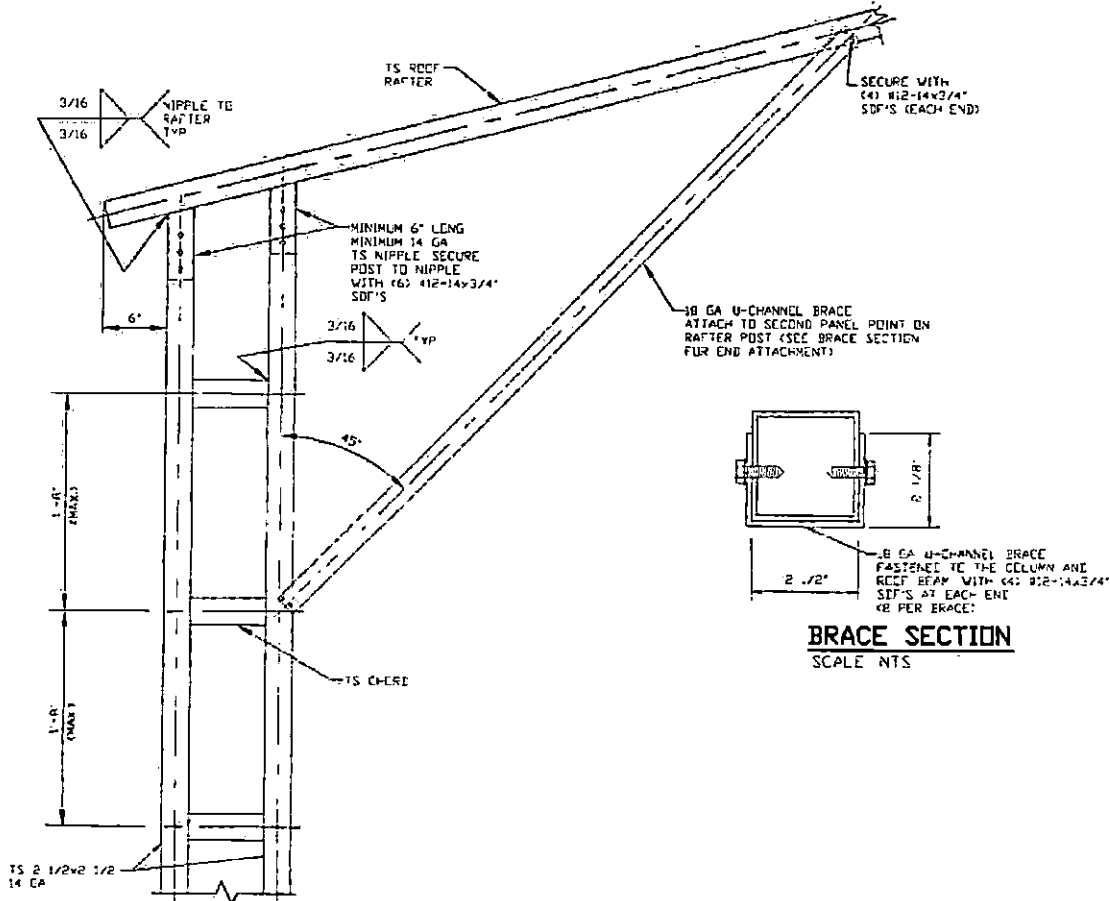 TS ROOF
RAFTER
SECURE WITH
(4) #12-14x3/4"
SDF'S (EACH END)
3/16
3/16
NIPPLE TO
RAFTER
TYP
MINIMUM 6" LONG
MINIMUM 14 GA
TS NIPPLE SECURE
POST TO NIPPLE
WITH (6) #12-14x3/4"
SDF'S
6"
3/16
3/16
TYP
18 GA U-CHANNEL BRACE
ATTACH TO SECOND PANEL POINT ON
RAFTER POST (SEE BRACE SECTION
FOR END ATTACHMENT)
45°
(MAX.)
2 1/8"
2 1/2"
18 GA U-CHANNEL BRACE
FASTENED TO THE COLUMN AND
ROOF BEAM WITH (4) #12-14x3/4"
SDF'S AT EACH END
(8 PER BRACE)
BRACE SECTION
SCALE NTS
TS CHORD
(MAX.)
TS 2 1/2x2 1/2
14 GA